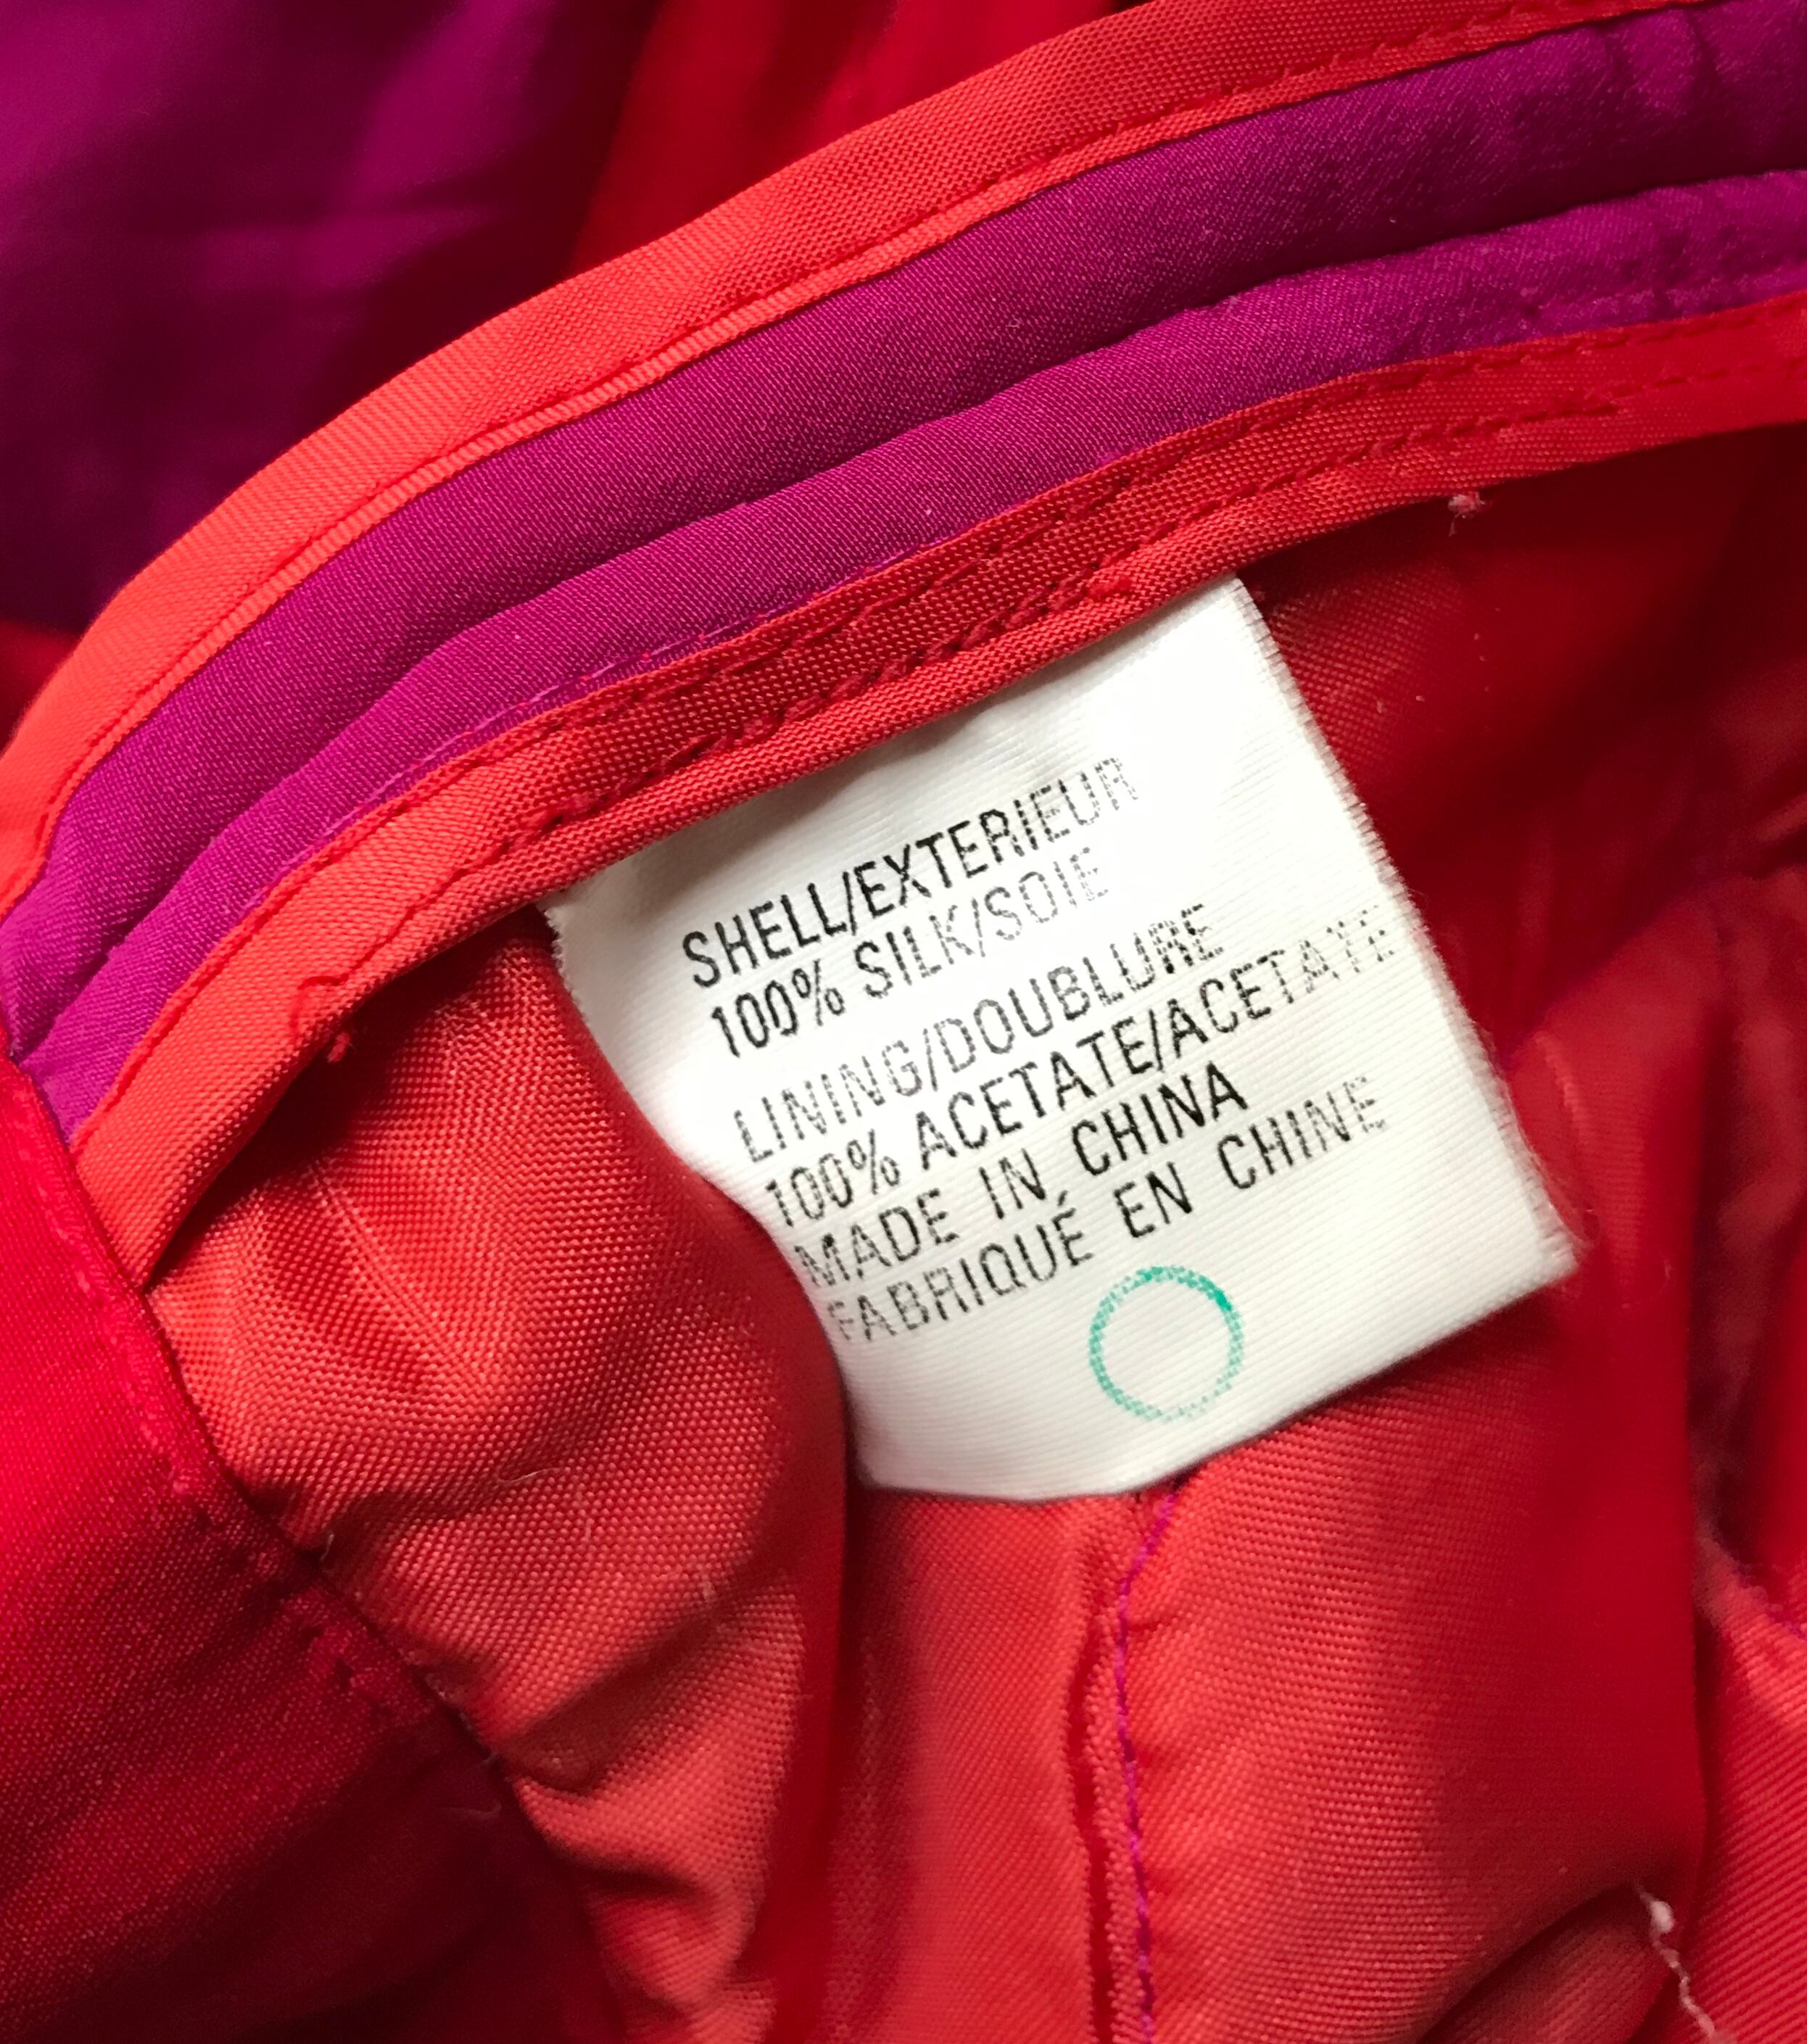 SHELL/EXTERIEUR
100% SILK/SOIE
LINING/DOUBLURE
100% ACETATE/ACETATE
MADE IN CHINA
FABRIQUÉ EN CHINE